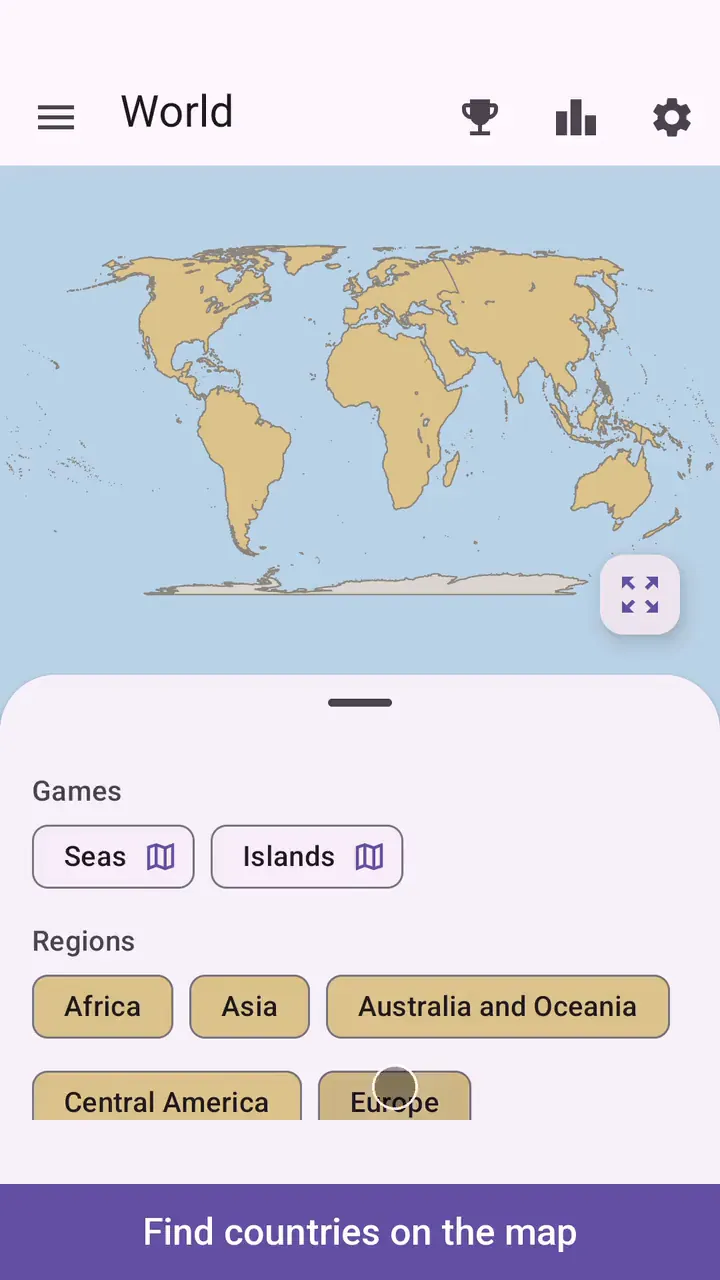 World
Games
Seas
Islands
Regions
Africa
Asia
Australia and Oceania
Central America
Europe
Find countries on the map